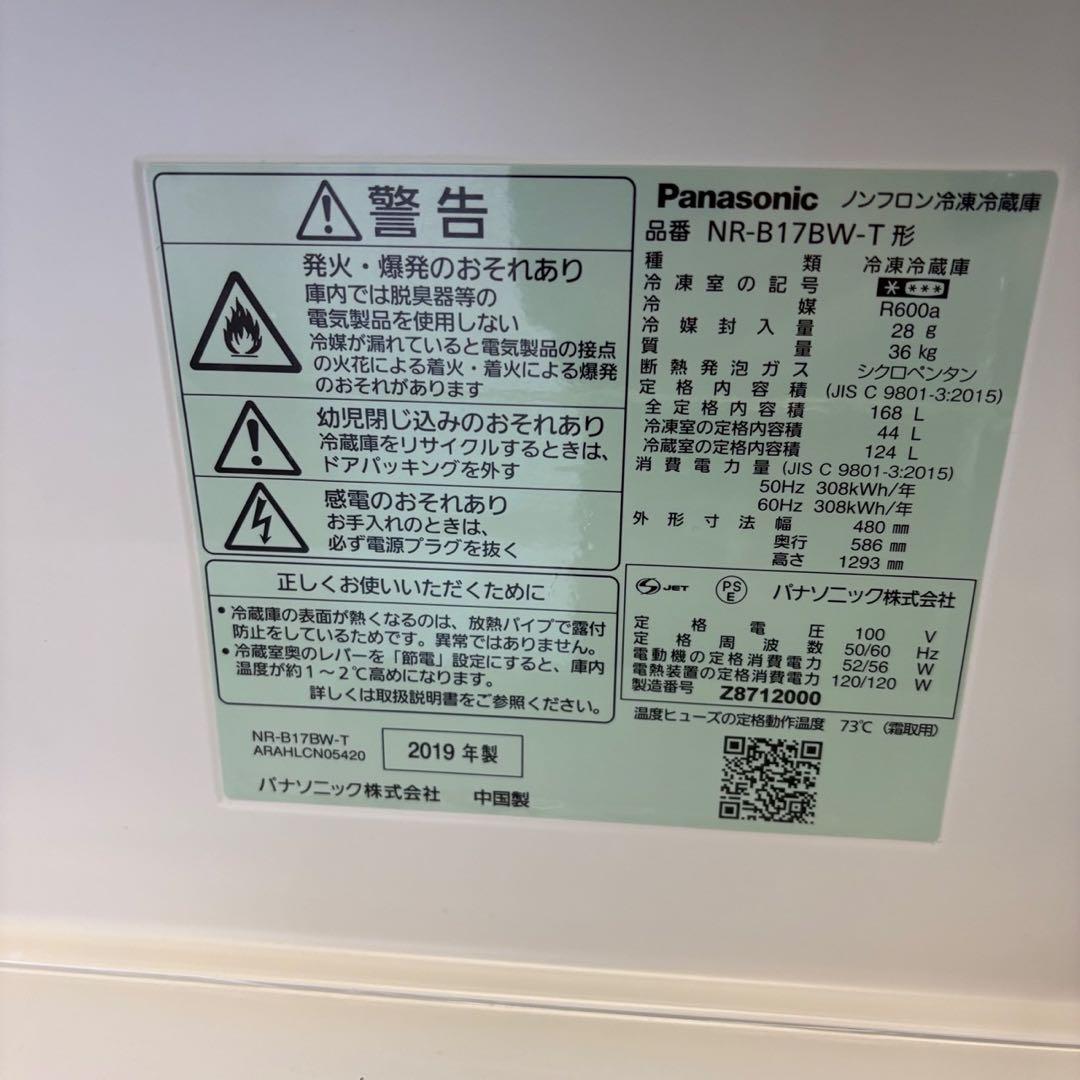 警告
発火・爆発のおそれあり
庫内では脱臭器等の
電気製品を使用しない
冷媒が漏れていると電気製品の接点
の火花による着火・着火による爆発
のおそれがあります
幼児閉じ込みのおそれあり
冷蔵庫をリサイクルするときは、
ドアパッキングを外す
感電のおそれあり
お手入れのときは、
必ず電源プラグを抜く
正しくお使いいただくために
・冷蔵庫の表面が熱くなるのは、放熱パイプで露付
防止をしているためです。異常ではありません。
・冷蔵室奥のレバーを「節電」設定にすると、庫内
温度が約1~2℃高めになります。
詳しくは取扱説明書をご参照ください。
NR-B17BW-T
ARAHLCN05420
2019 年製
パナソニック株式会社 中国製
Panasonic ノンフロン冷凍冷蔵庫
品番 NR-B17BW-T 形
種類 冷凍冷蔵庫
冷凍室の記号 * ***
冷媒 R600a
冷媒封入量 28 g
質量 36 kg
断熱発泡ガス シクロペンタン
定格内容積 (JIS C 9801-3:2015)
全定格内容積 168 L
冷凍室の定格内容積 44 L
冷蔵室の定格内容積 124 L
消費電力量 (JIS C 9801-3:2015)
50Hz 308kWh/年
60Hz 308kWh/年
外形寸法 幅 480 mm
奥行 586 mm
高さ 1293 mm
S JET PS E パナソニック株式会社
定格電圧 100 V
定格周波数 50/60 Hz
電動機の定格消費電力 52/56 W
電熱装置の定格消費電力 120/120 W
製造番号 Z8712000
温度ヒューズの定格動作温度 73℃ (霜取用)